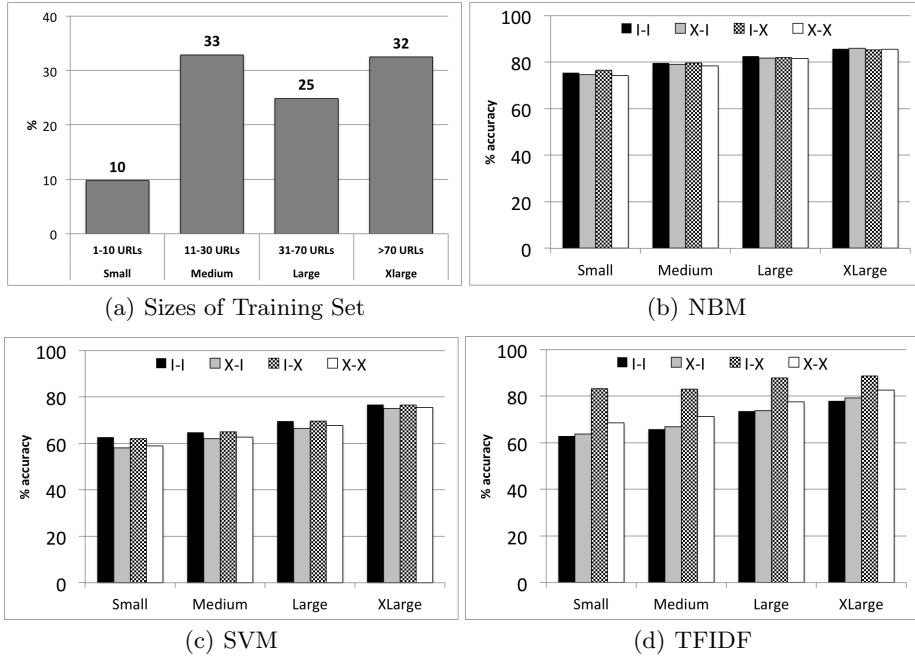 40
30
20
10
0
%
10
33
25
32
1-10 URLs 11-30 URLs 31-70 URLs >70 URLs
Small Medium Large Xlarge
(a) Sizes of Training Set
100
80
60
40
20
0
% accuracy
I-I X-I I-X X-X
Small Medium Large XLarge
(b) NBM
100
80
60
40
20
0
% accuracy
I-I X-I I-X X-X
Small Medium Large XLarge
(c) SVM
100
80
60
40
20
0
% accuracy
I-I X-I I-X X-X
Small Medium Large XLarge
(d) TFIDF